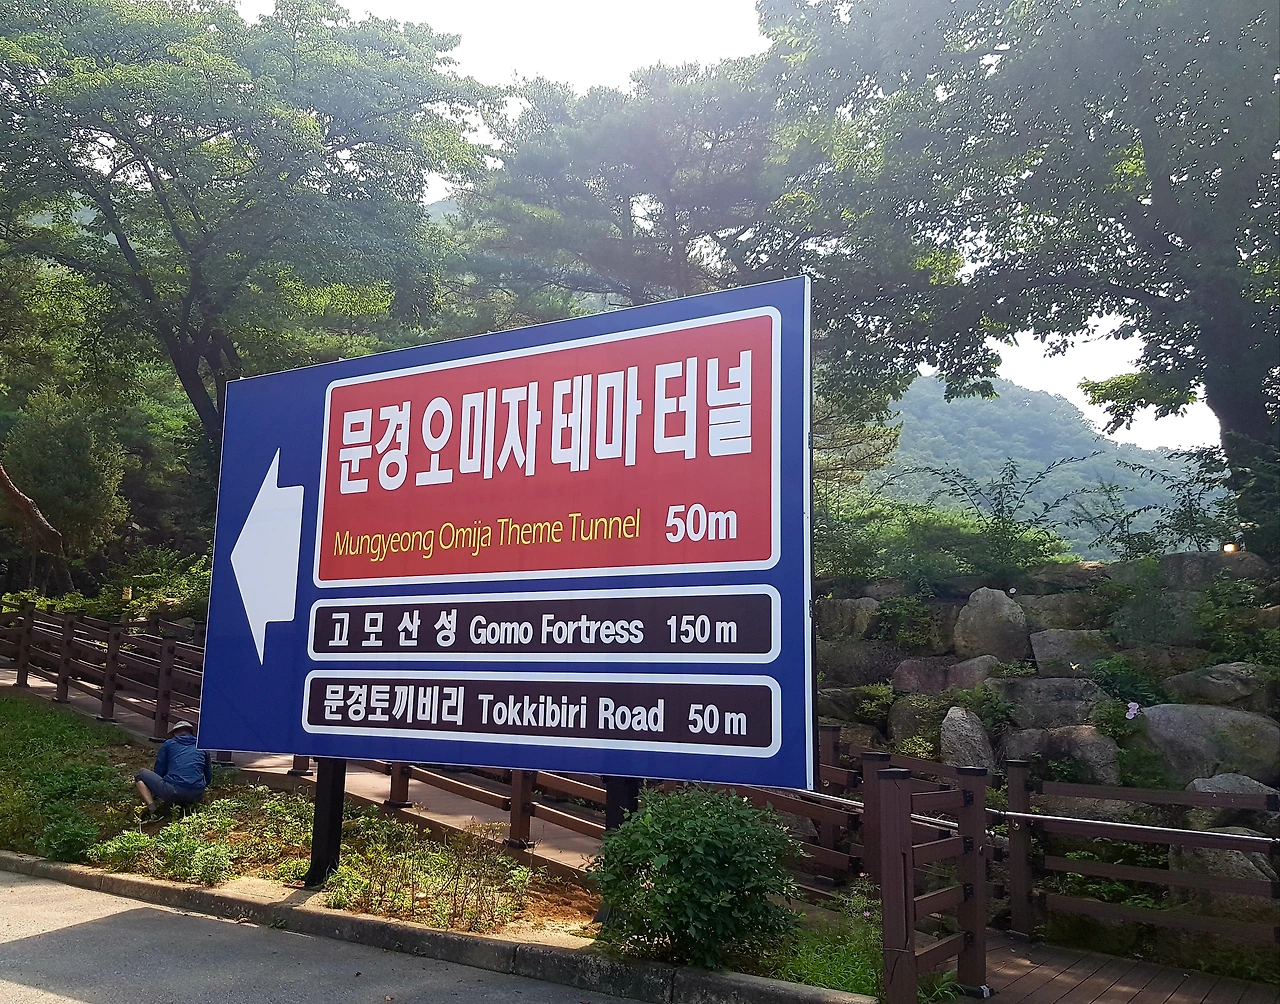 문경 오미자 테마 터널
Mungyeong Omija Theme Tunnel 50m
고모산성 Gomo Fortress 150m
문경토끼비리 Tokkibiri Road 50m